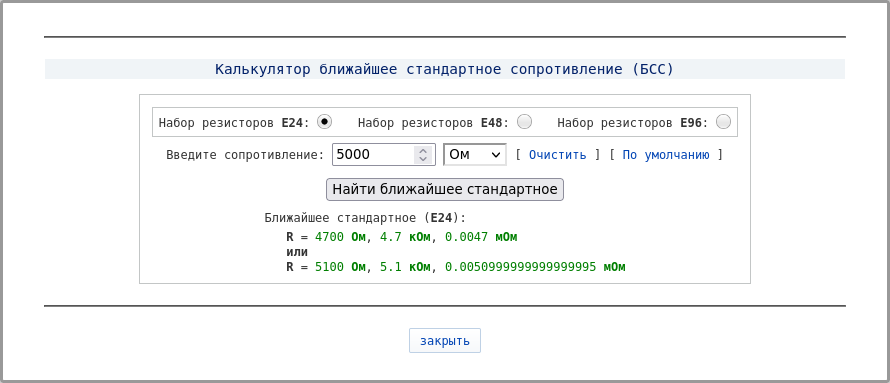 Калькулятор ближайшее стандартное сопротивление (БСС)
Набор резисторов E24: Набор резисторов E48: Набор резисторов E96:
Введите сопротивление: 5000 Ом [ Очистить ] [ По умолчанию ]
Найти ближайшее стандартное
Ближайшее стандартное (E24):
R = 4700 Ом, 4.7 кОм, 0.0047 мОм
или
R = 5100 Ом, 5.1 кОм, 0.0050999999999999995 мОм
закрыть